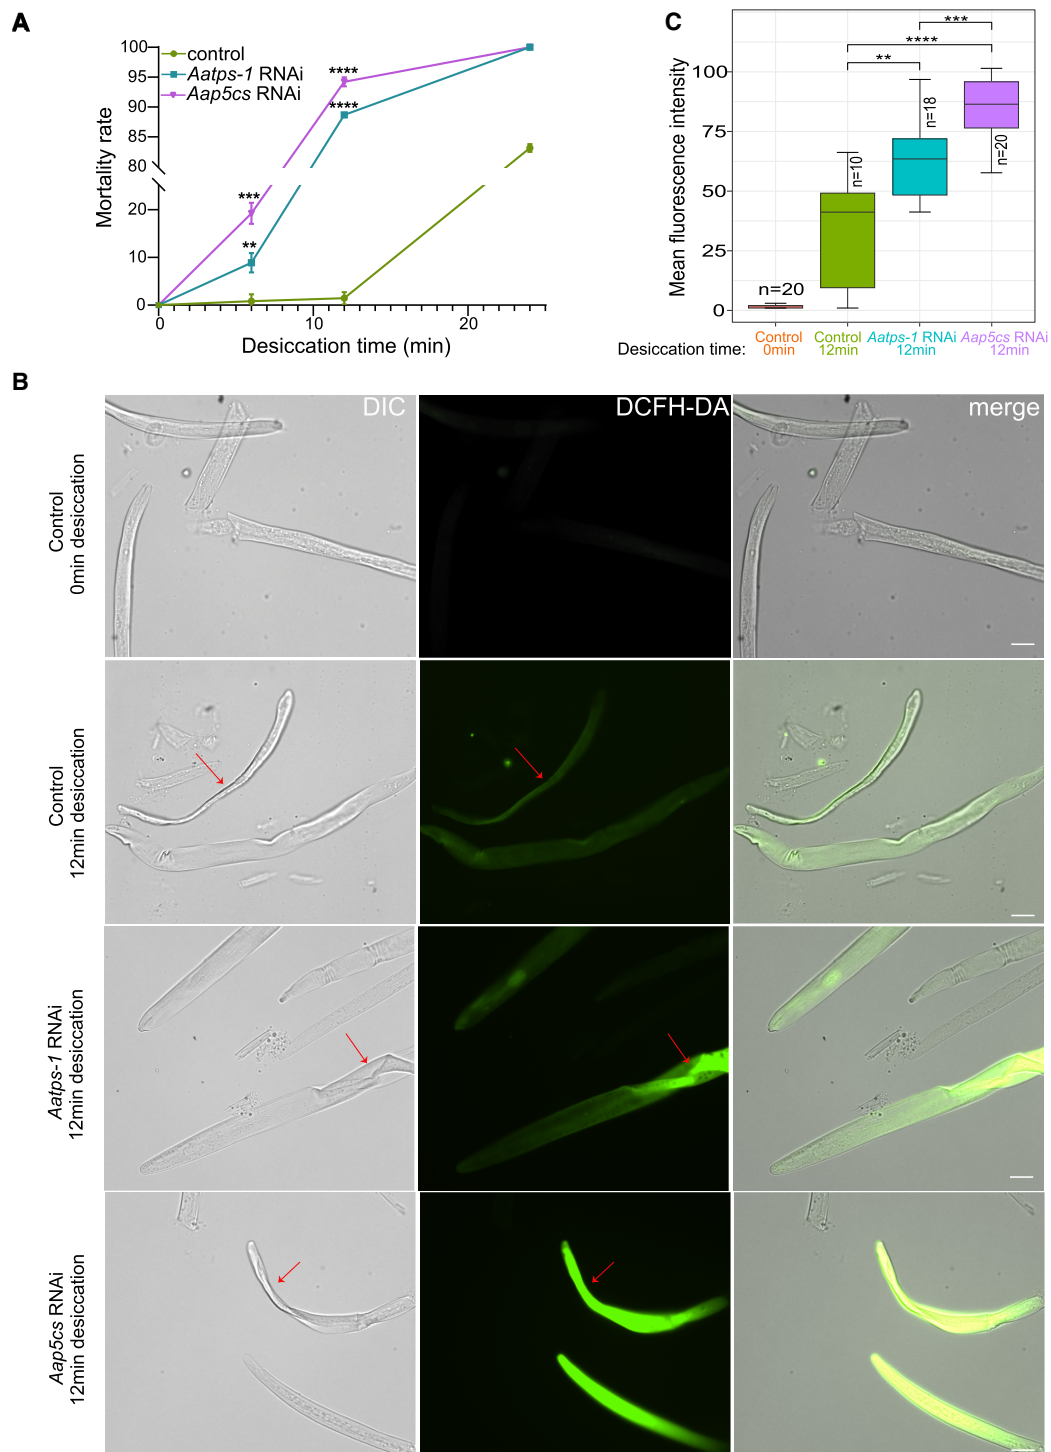 A
control
Aatps-1 RNAi
Aap5cs RNAi
Mortality rate
100
95
90
85
80
20
10
0
****
****
***
**
0
10
20
Desiccation time (min)
C
Mean fluorescence intensity
100
75
50
25
0
***
****
**
n=20
n=10
n=18
n=20
Desiccation time:
Control
0min
Control
12min
Aatps-1 RNAi
12min
Aap5cs RNAi
12min
B
DIC
DCFH-DA
merge
Control
0min desiccation
Control
12min desiccation
Aatps-1 RNAi
12min desiccation
Aap5cs RNAi
12min desiccation